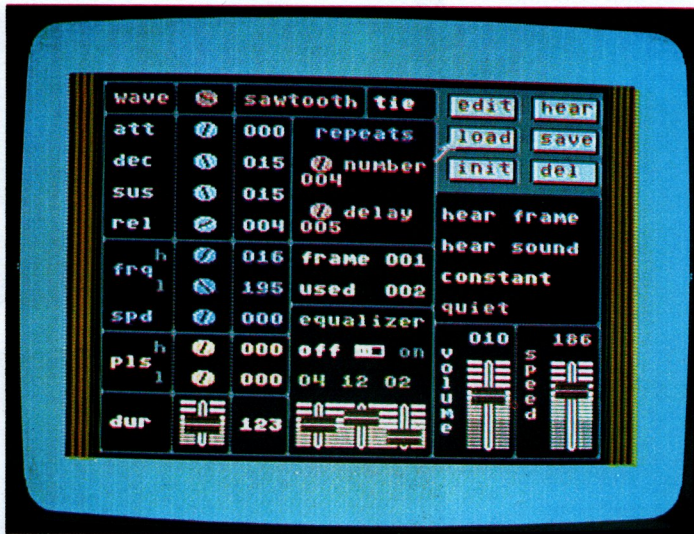 wave sawtooth tie
att 000
dec 015
sus 015
rel 004
frq h 016
l 195
spd 000
pls h 000
l 000
dur 123
repeats
number
004
delay
005
frame 001
used 002
equalizer
off on
04 12 02
edit hear
load save
init del
hear frame
hear sound
constant
quiet
010
volume
186
speed